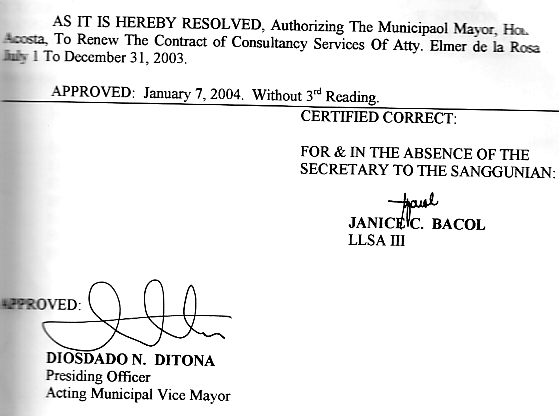 AS IT IS HEREBY RESOLVED, Authorizing The Municipaol Mayor, Hon.
Acosta, To Renew The Contract of Consultancy Services Of Atty. Elmer de la Rosa
July 1 To December 31, 2003.
APPROVED: January 7, 2004. Without 3rd Reading.
CERTIFIED CORRECT:
FOR & IN THE ABSENCE OF THE
SECRETARY TO THE SANGGUNIAN:
JANICE C. BACOL
LLSA III
APPROVED:
DIOSDADO N. DITONA
Presiding Officer
Acting Municipal Vice Mayor